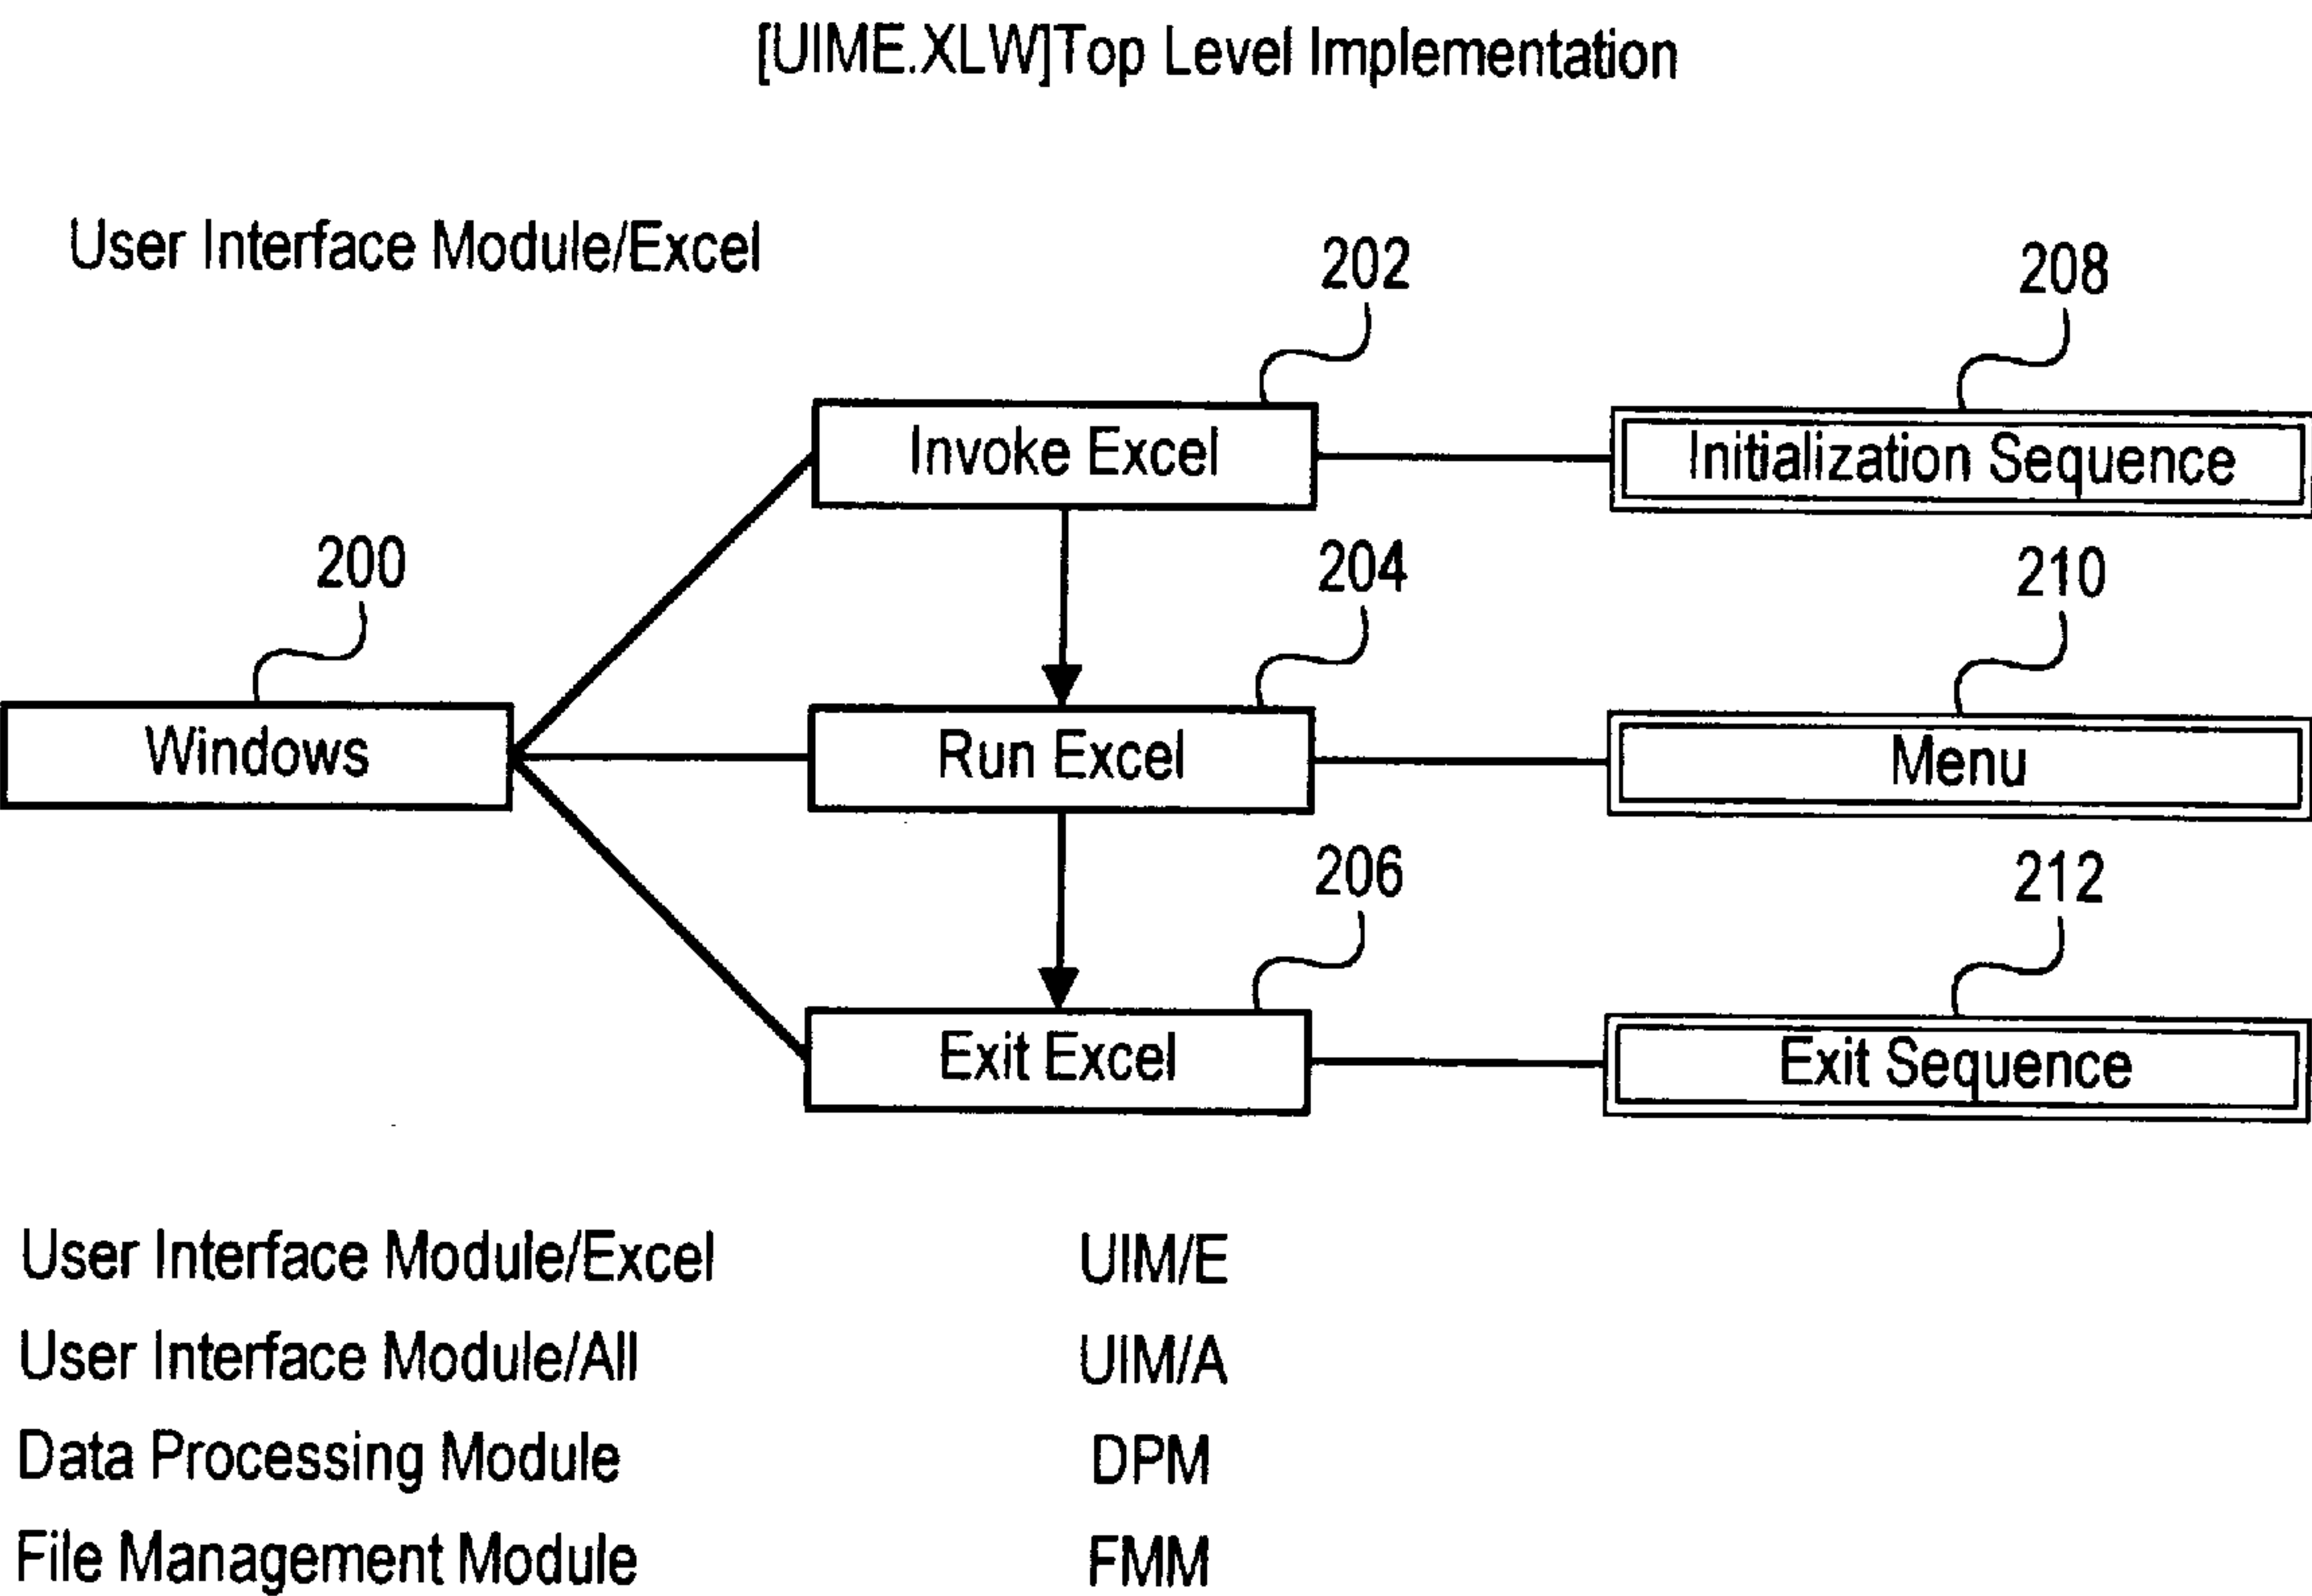 [UIME.XLW]Top Level Implementation
User Interface Module/Excel
202
208
Invoke Excel
Initialization Sequence
200
204
210
Windows
Run Excel
Menu
206
212
Exit Excel
Exit Sequence
User Interface Module/Excel UIM/E
User Interface Module/All UIM/A
Data Processing Module DPM
File Management Module FMM